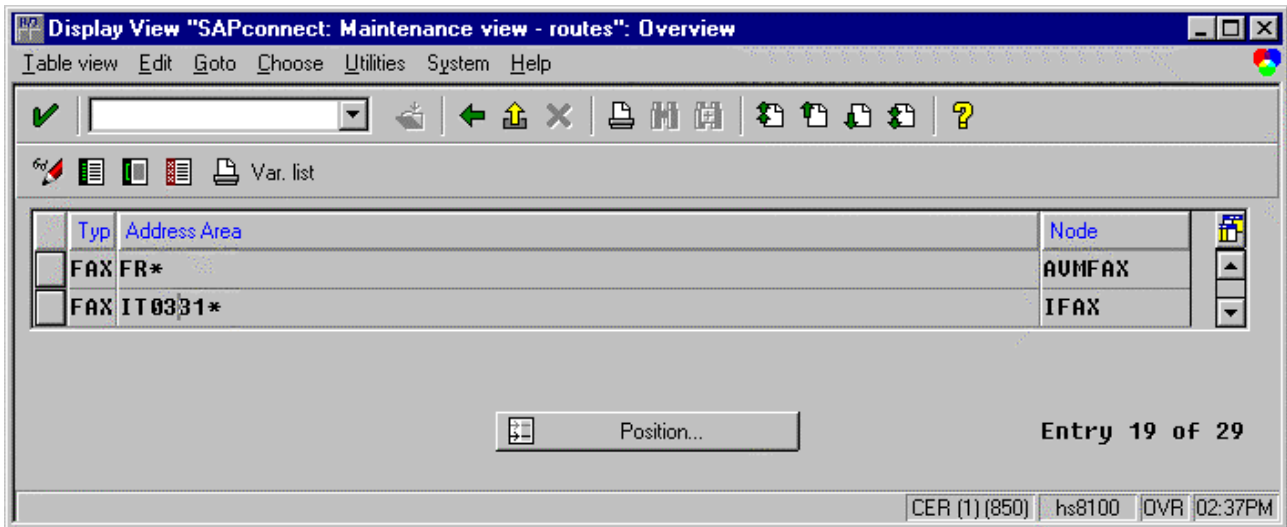 Display View "SAPconnect: Maintenance view - routes": Overview
Table view Edit Goto Choose Utilities System Help
Var. list
Typ Address Area Node
FAX FR* AVMFAX
FAX IT0331* IFAX
Position...
Entry 19 of 29
CER (1) (850) hs8100 OVR 02:37PM